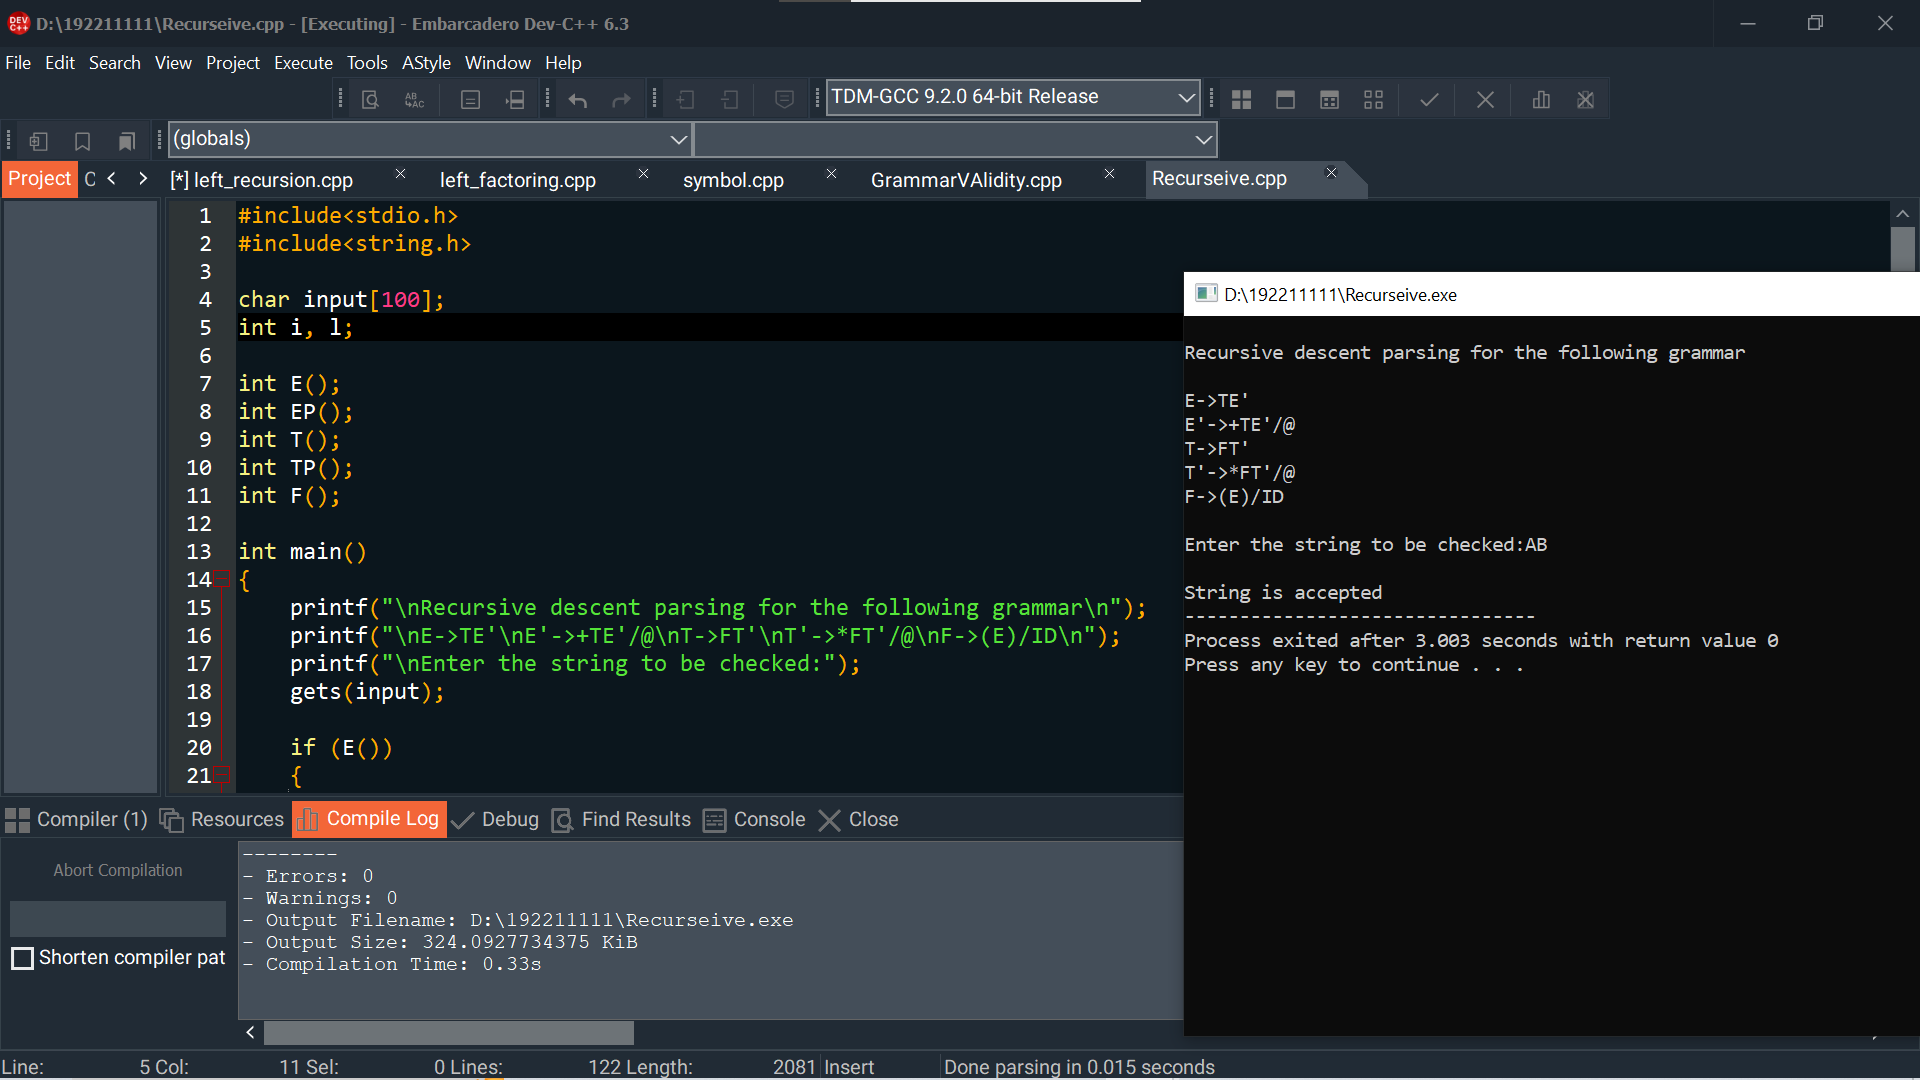 D:\192211111\Recurseive.cpp - [Executing] - Embarcadero Dev-C++ 6.3
File Edit Search View Project Execute Tools AStyle Window Help
TDM-GCC 9.2.0 64-bit Release
(globals)
Project C [*] left_recursion.cpp left_factoring.cpp symbol.cpp GrammarVAlidity.cpp Recurseive.cpp
1 #include<stdio.h>
2 #include<string.h>
3
4 char input[100];
5 int i, l;
6
7 int E();
8 int EP();
9 int T();
10 int TP();
11 int F();
12
13 int main()
14 {
15 printf("\nRecursive descent parsing for the following grammar\n");
16 printf("\nE->TE'\nE'->+TE'/@\nT->FT'\nT'->*FT'/@\nF->(E)/ID\n");
17 printf("\nEnter the string to be checked:");
18 gets(input);
19
20 if (E())
21 {
D:\192211111\Recurseive.exe
Recursive descent parsing for the following grammar
E->TE'
E'->+TE'/@
T->FT'
T'->*FT'/@
F->(E)/ID
Enter the string to be checked:AB
String is accepted
--------------------------------
Process exited after 3.003 seconds with return value 0
Press any key to continue . . .
Compiler (1) Resources Compile Log Debug Find Results Console Close
Abort Compilation
Shorten compiler pat
--------
- Errors: 0
- Warnings: 0
- Output Filename: D:\192211111\Recurseive.exe
- Output Size: 324.0927734375 KiB
- Compilation Time: 0.33s
Line: 5 Col: 11 Sel: 0 Lines: 122 Length: 2081 Insert Done parsing in 0.015 seconds